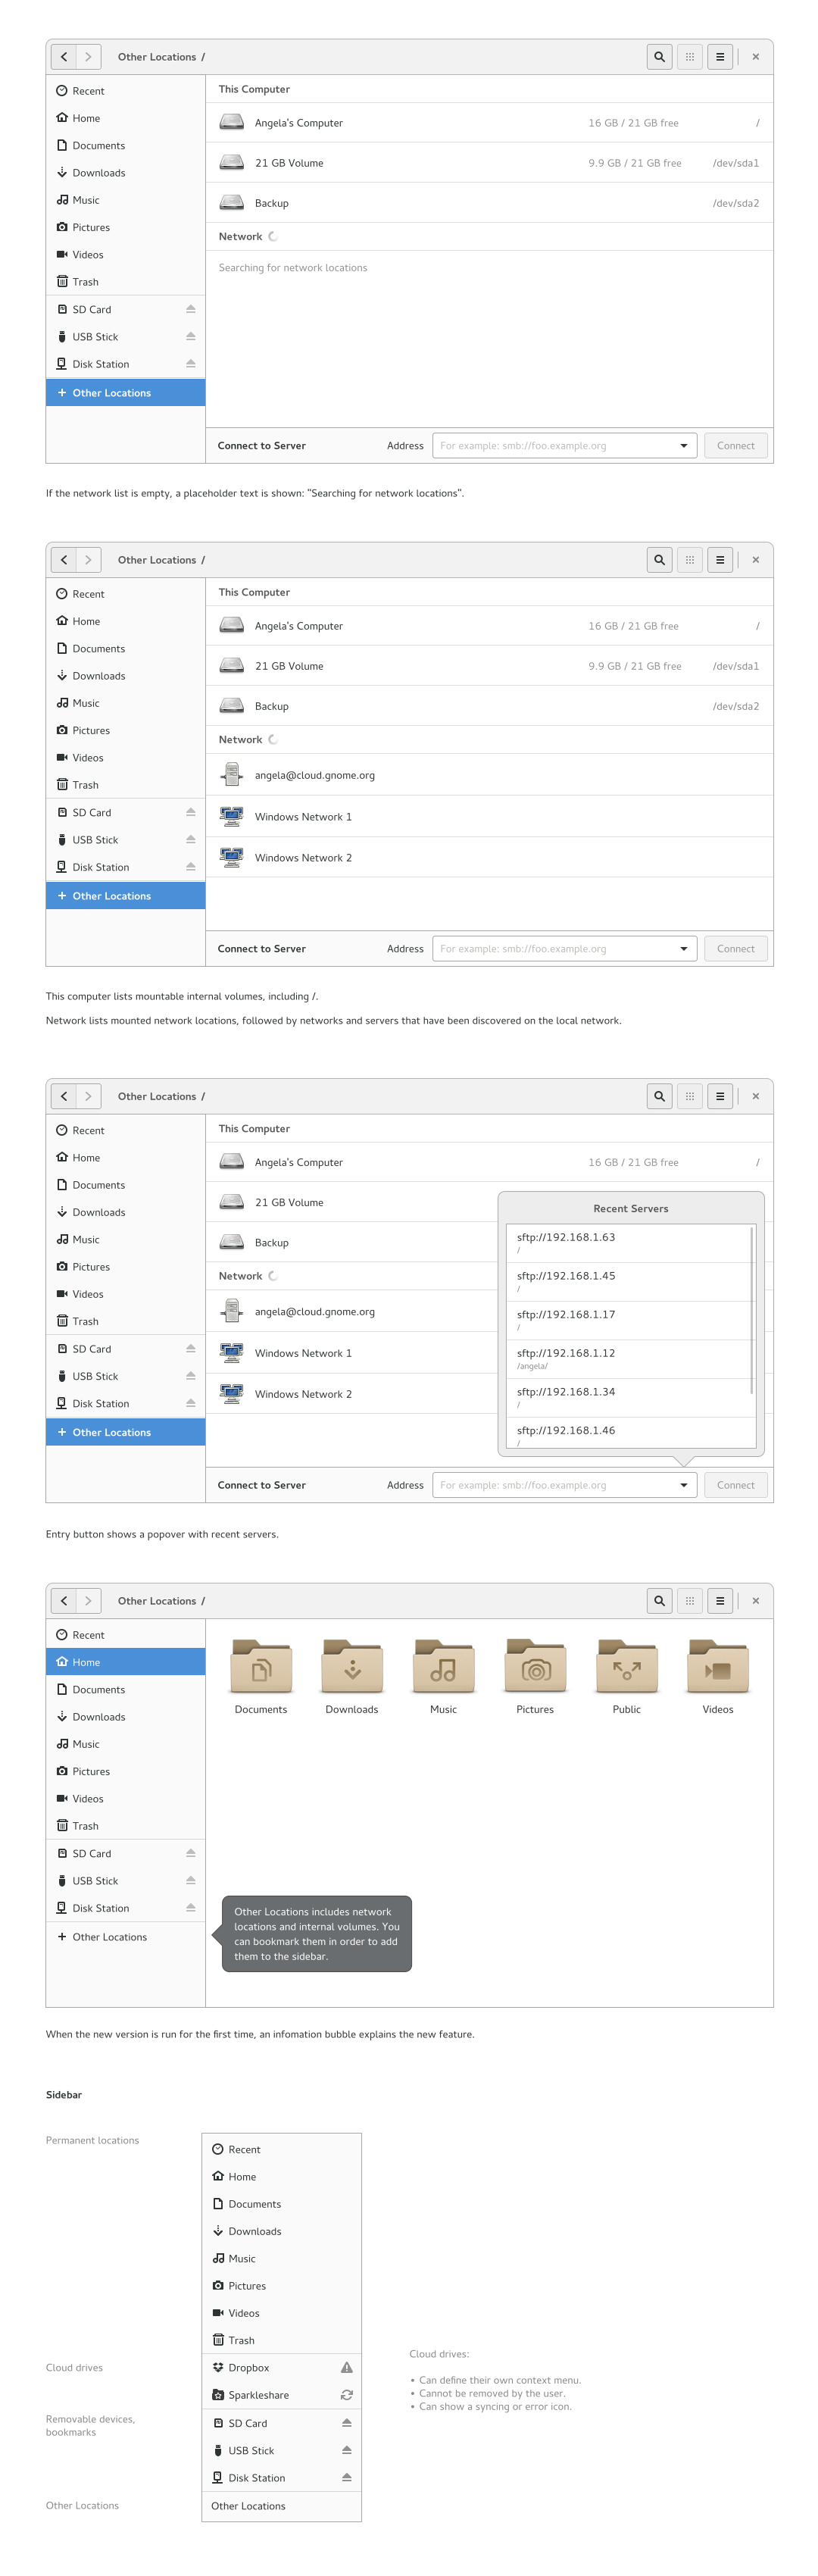 Other Locations /
Recent
Home
Documents
Downloads
Music
Pictures
Videos
Trash
SD Card
USB Stick
Disk Station
+ Other Locations
This Computer
Angela's Computer 16 GB / 21 GB free /
21 GB Volume 9.9 GB / 21 GB free /dev/sda1
Backup /dev/sda2
Network
Searching for network locations
Connect to Server Address For example: smb://foo.example.org Connect
If the network list is empty, a placeholder text is shown: "Searching for network locations".
Other Locations /
Recent
Home
Documents
Downloads
Music
Pictures
Videos
Trash
SD Card
USB Stick
Disk Station
+ Other Locations
This Computer
Angela's Computer 16 GB / 21 GB free /
21 GB Volume 9.9 GB / 21 GB free /dev/sda1
Backup /dev/sda2
Network
angela@cloud.gnome.org
Windows Network 1
Windows Network 2
Connect to Server Address For example: smb://foo.example.org Connect
This computer lists mountable internal volumes, including /.
Network lists mounted network locations, followed by networks and servers that have been discovered on the local network.
Other Locations /
Recent
Home
Documents
Downloads
Music
Pictures
Videos
Trash
SD Card
USB Stick
Disk Station
+ Other Locations
This Computer
Angela's Computer 16 GB / 21 GB free /
21 GB Volume
Backup
Network
angela@cloud.gnome.org
Windows Network 1
Windows Network 2
Recent Servers
sftp://192.168.1.63
/
sftp://192.168.1.45
/
sftp://192.168.1.17
/
sftp://192.168.1.12
/angela/
sftp://192.168.1.34
/
sftp://192.168.1.46
/
Connect to Server Address For example: smb://foo.example.org Connect
Entry button shows a popover with recent servers.
Other Locations /
Recent
Home
Documents
Downloads
Music
Pictures
Videos
Trash
SD Card
USB Stick
Disk Station
+ Other Locations
Documents Downloads Music Pictures Public Videos
Other Locations includes network
locations and internal volumes. You
can bookmark them in order to add
them to the sidebar.
When the new version is run for the first time, an infomation bubble explains the new feature.
Sidebar
Permanent locations
Recent
Home
Documents
Downloads
Music
Pictures
Videos
Trash
Cloud drives
Dropbox
Sparkleshare
Cloud drives:
• Can define their own context menu.
• Cannot be removed by the user.
• Can show a syncing or error icon.
Removable devices,
bookmarks
SD Card
USB Stick
Disk Station
Other Locations
Other Locations